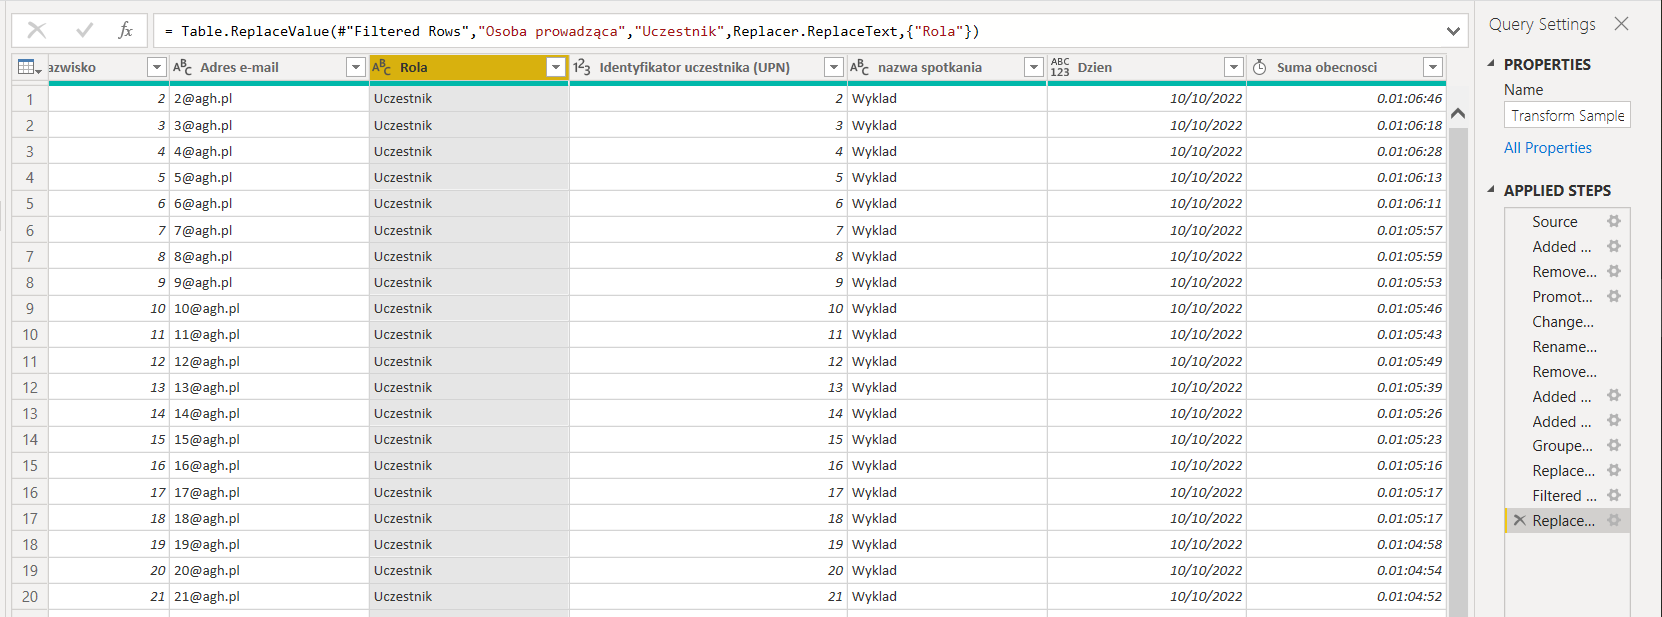 fx = Table.ReplaceValue(#"Filtered Rows","Osoba prowadząca","Uczestnik",Replacer.ReplaceText,{"Rola"})
azwisko ABC Adres e-mail ABC Rola 123 Identyfikator uczestnika (UPN) ABC nazwa spotkania ABC 123 Dzien Suma obecnosci
1 2 2@agh.pl Uczestnik 2 Wyklad 10/10/2022 0.01:06:46
2 3 3@agh.pl Uczestnik 3 Wyklad 10/10/2022 0.01:06:18
3 4 4@agh.pl Uczestnik 4 Wyklad 10/10/2022 0.01:06:28
4 5 5@agh.pl Uczestnik 5 Wyklad 10/10/2022 0.01:06:13
5 6 6@agh.pl Uczestnik 6 Wyklad 10/10/2022 0.01:06:11
6 7 7@agh.pl Uczestnik 7 Wyklad 10/10/2022 0.01:05:57
7 8 8@agh.pl Uczestnik 8 Wyklad 10/10/2022 0.01:05:59
8 9 9@agh.pl Uczestnik 9 Wyklad 10/10/2022 0.01:05:53
9 10 10@agh.pl Uczestnik 10 Wyklad 10/10/2022 0.01:05:46
10 11 11@agh.pl Uczestnik 11 Wyklad 10/10/2022 0.01:05:43
11 12 12@agh.pl Uczestnik 12 Wyklad 10/10/2022 0.01:05:49
12 13 13@agh.pl Uczestnik 13 Wyklad 10/10/2022 0.01:05:39
13 14 14@agh.pl Uczestnik 14 Wyklad 10/10/2022 0.01:05:26
14 15 15@agh.pl Uczestnik 15 Wyklad 10/10/2022 0.01:05:23
15 16 16@agh.pl Uczestnik 16 Wyklad 10/10/2022 0.01:05:16
16 17 17@agh.pl Uczestnik 17 Wyklad 10/10/2022 0.01:05:17
17 18 18@agh.pl Uczestnik 18 Wyklad 10/10/2022 0.01:05:17
18 19 19@agh.pl Uczestnik 19 Wyklad 10/10/2022 0.01:04:58
19 20 20@agh.pl Uczestnik 20 Wyklad 10/10/2022 0.01:04:54
20 21 21@agh.pl Uczestnik 21 Wyklad 10/10/2022 0.01:04:52
Query Settings
PROPERTIES
Name
Transform Sample
All Properties
APPLIED STEPS
Source
Added ...
Remove...
Promot...
Change...
Rename...
Remove...
Added ...
Added ...
Groupe...
Replace...
Filtered ...
Replace...